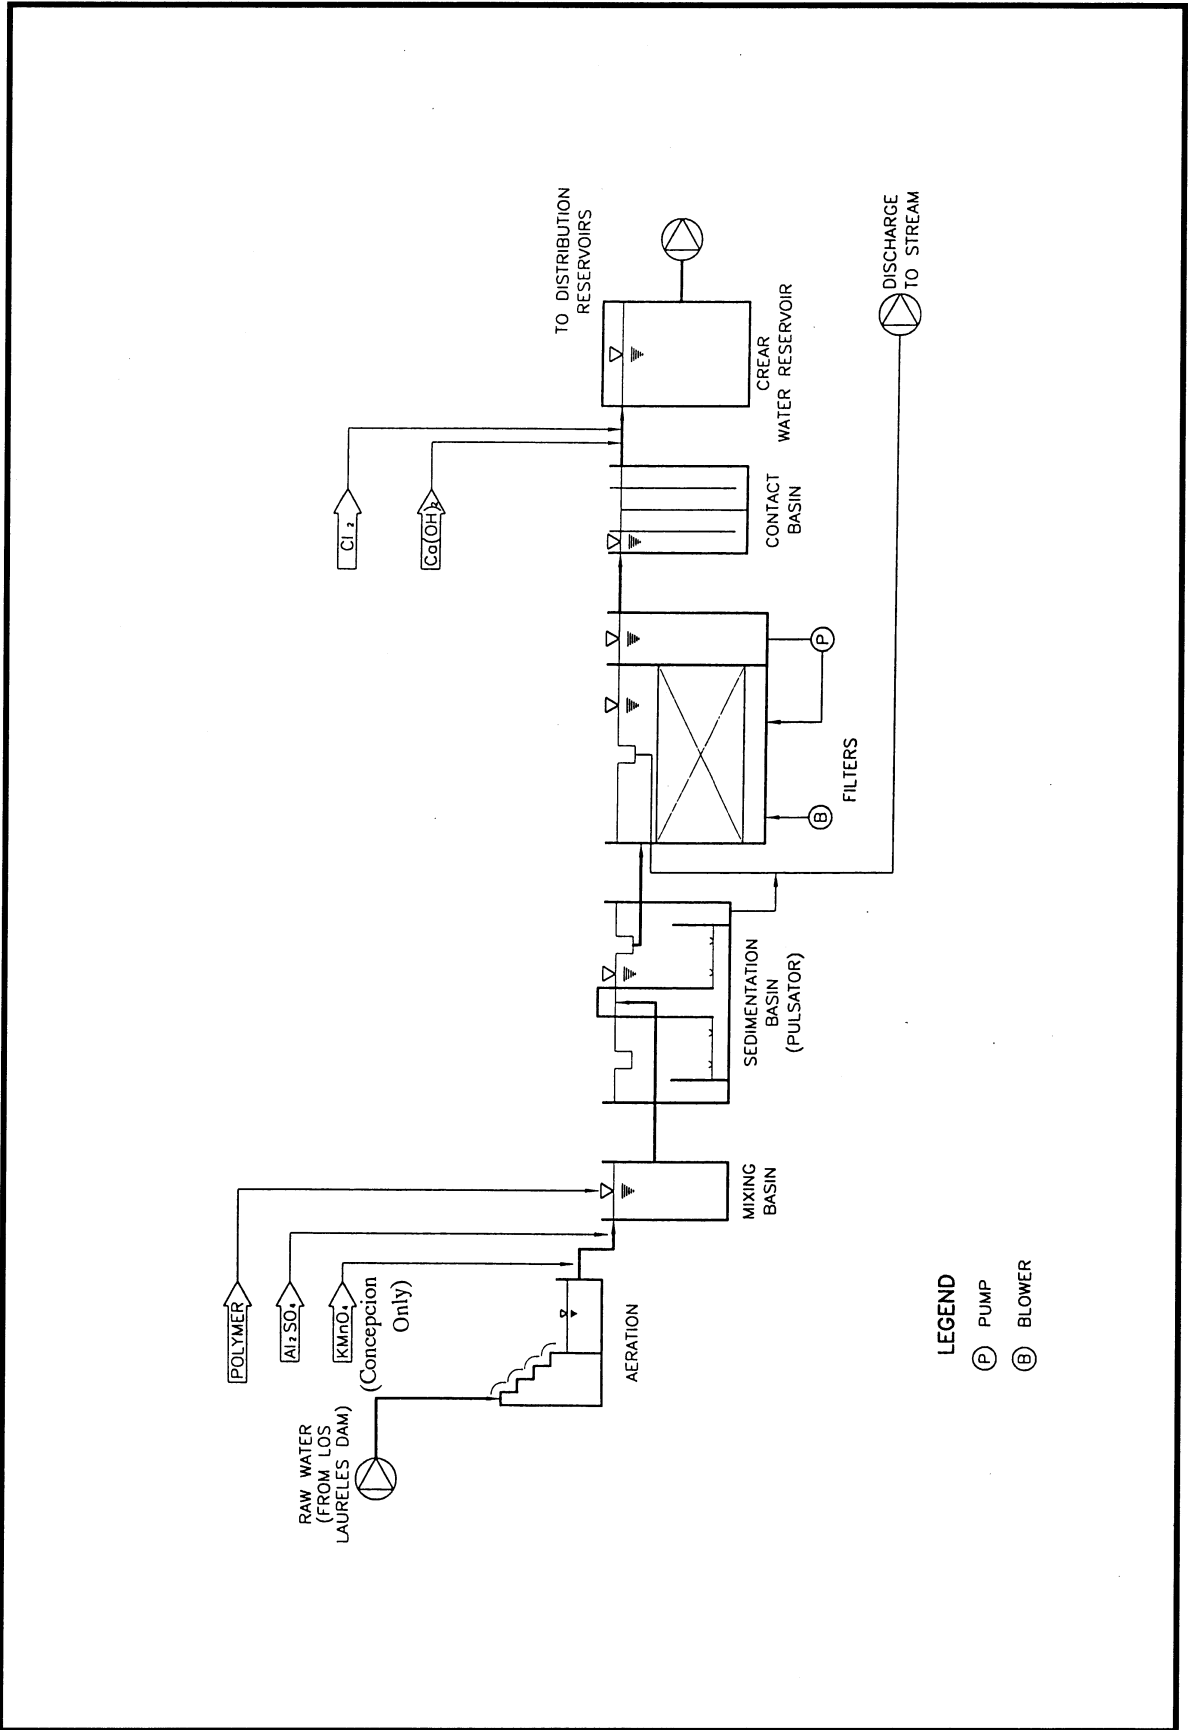 RAW WATER
(FROM LOS
LAURELES DAM)
POLYMER
Al₂SO₄
KMnO₄
(Concepcion
Only)
AERATION
MIXING
BASIN
SEDIMENTATION
BASIN
(PULSATOR)
B
FILTERS
P
Cl₂
Ca(OH)₂
CONTACT
BASIN
TO DISTRIBUTION
RESERVOIRS
CREAR
WATER RESERVOIR
DISCHARGE
TO STREAM
LEGEND
P PUMP
B BLOWER